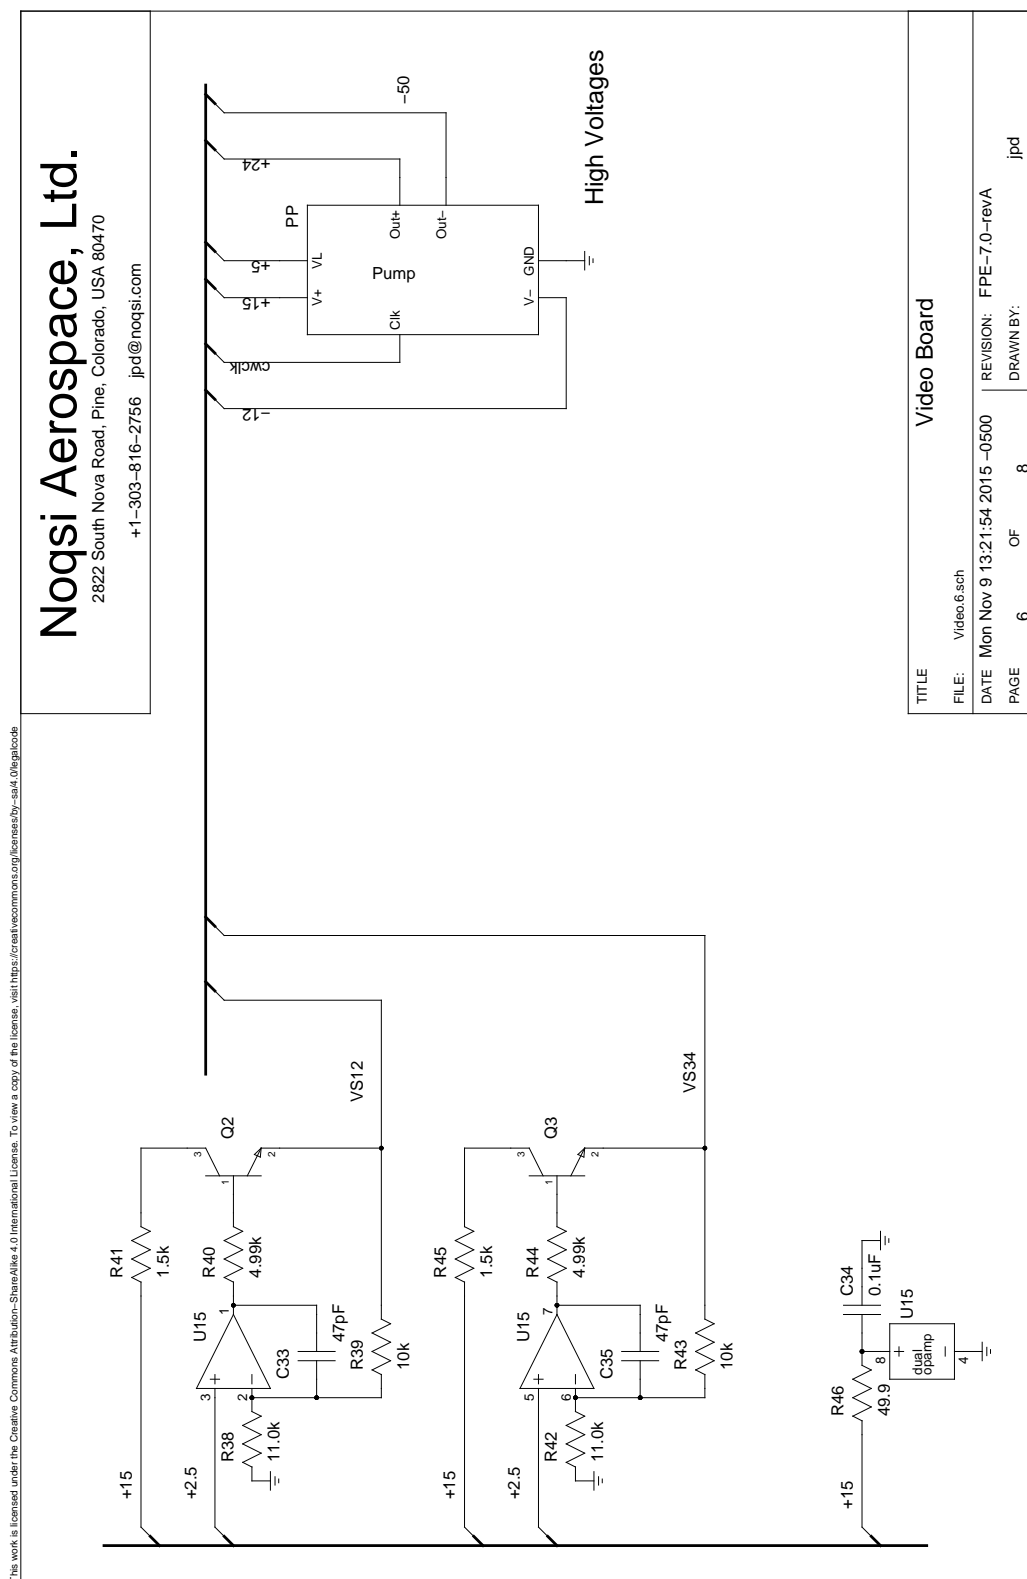 This work is licensed under the Creative Commons Attribution−ShareAlike 4.0 International License. To view a copy of the license, visit https://creativecommons.org/licenses/by−sa/4.0/legalcode
Noqsi Aerospace, Ltd.
2822 South Nova Road, Pine, Colorado, USA 80470
+1−303−816−2756 jpd@noqsi.com
+15
R41
1.5k
3
Q2
1
2
+2.5
3
+
2
−
U15
1
R40
4.99k
R38
11.0k
C33
47pF
R39
10k
VS12
+15
R45
1.5k
3
Q3
1
2
+2.5
5
+
6
−
U15
7
R44
4.99k
R42
11.0k
C35
47pF
R43
10k
VS34
+15
R46
49.9
C34
0.1uF
U15
8
+
dual
opamp
−
4
−12
cwclk
+15
+5
+24
−50
PP
V+
VL
Clk
Pump
Out+
Out−
V−
GND
High Voltages
TITLE
Video Board
FILE: Video.6.sch
DATE Mon Nov 9 13:21:54 2015 −0500
REVISION: FPE−7.0−revA
PAGE 6 OF 8
DRAWN BY: jpd